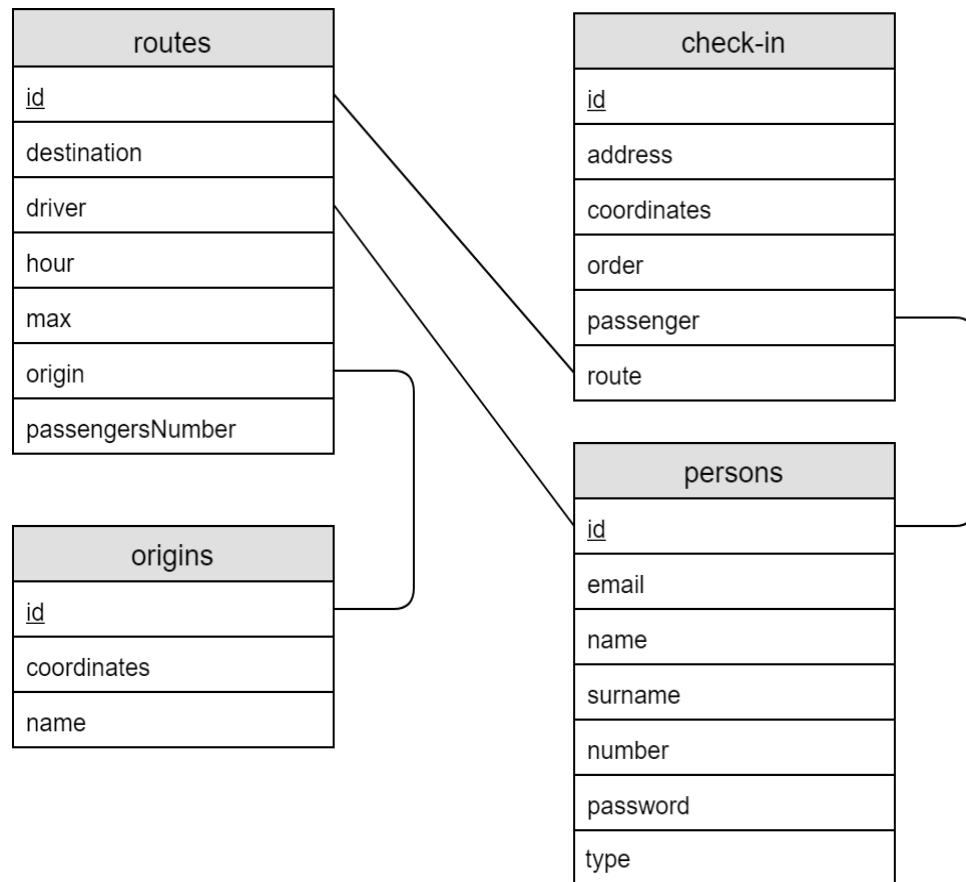 routes
id
destination
driver
hour
max
origin
passengersNumber
check-in
id
address
coordinates
order
passenger
route
origins
id
coordinates
name
persons
id
email
name
surname
number
password
type